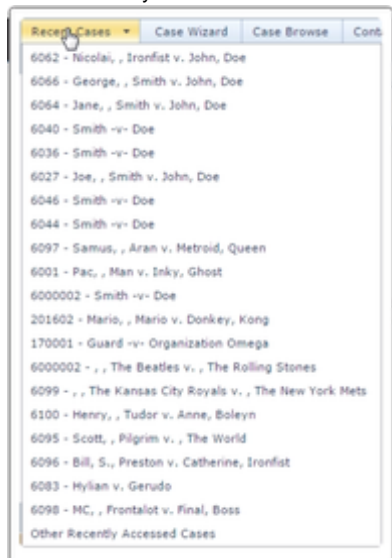 Recent Cases Case Wizard Case Browse Cont
6062 - Nicolai, , Ironfist v. John, Doe
6066 - George, , Smith v. John, Doe
6064 - Jane, , Smith v. John, Doe
6040 - Smith -v- Doe
6036 - Smith -v- Doe
6027 - Joe, , Smith v. John, Doe
6046 - Smith -v- Doe
6044 - Smith -v- Doe
6097 - Samus, , Aran v. Metroid, Queen
6001 - Pac, , Man v. Inky, Ghost
6000002 - Smith -v- Doe
201602 - Mario, , Mario v. Donkey, Kong
170001 - Guard -v- Organization Omega
6000002 - , , The Beatles v. , The Rolling Stones
6099 - , , The Kansas City Royals v. , The New York Mets
6100 - Henry, , Tudor v. Anne, Boleyn
6095 - Scott, , Pilgrim v. , The World
6096 - Bill, S., Preston v. Catherine, Ironfist
6083 - Hylian v. Gerudo
6098 - MC, , Frontalot v. Final, Boss
Other Recently Accessed Cases